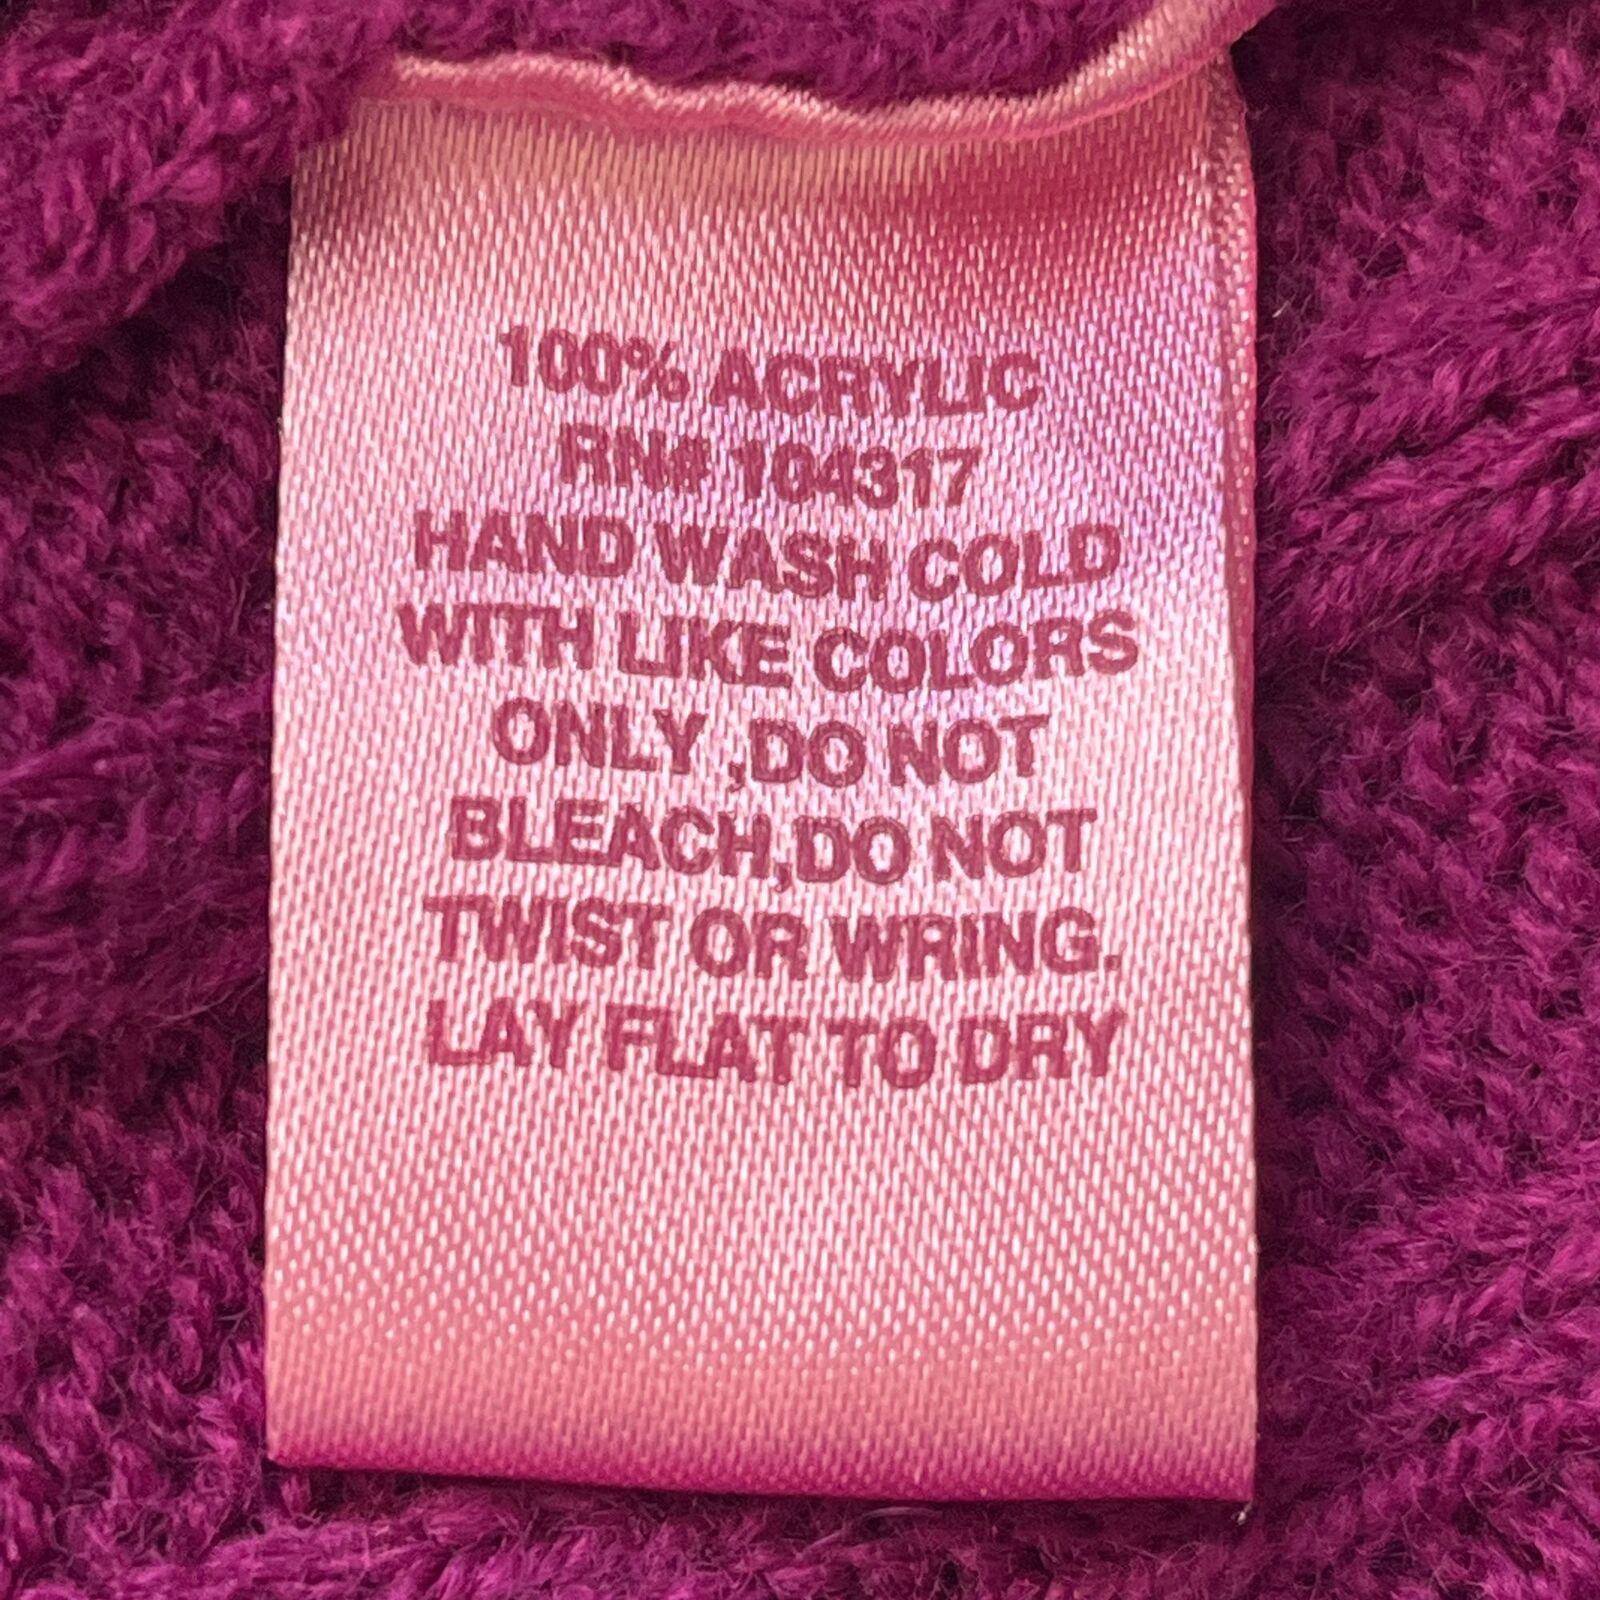 100% ACRYLIC
RN# 104317
HAND WASH COLD
WITH LIKE COLORS
ONLY ,DO NOT
BLEACH,DO NOT
TWIST OR WRING.
LAY FLAT TO DRY